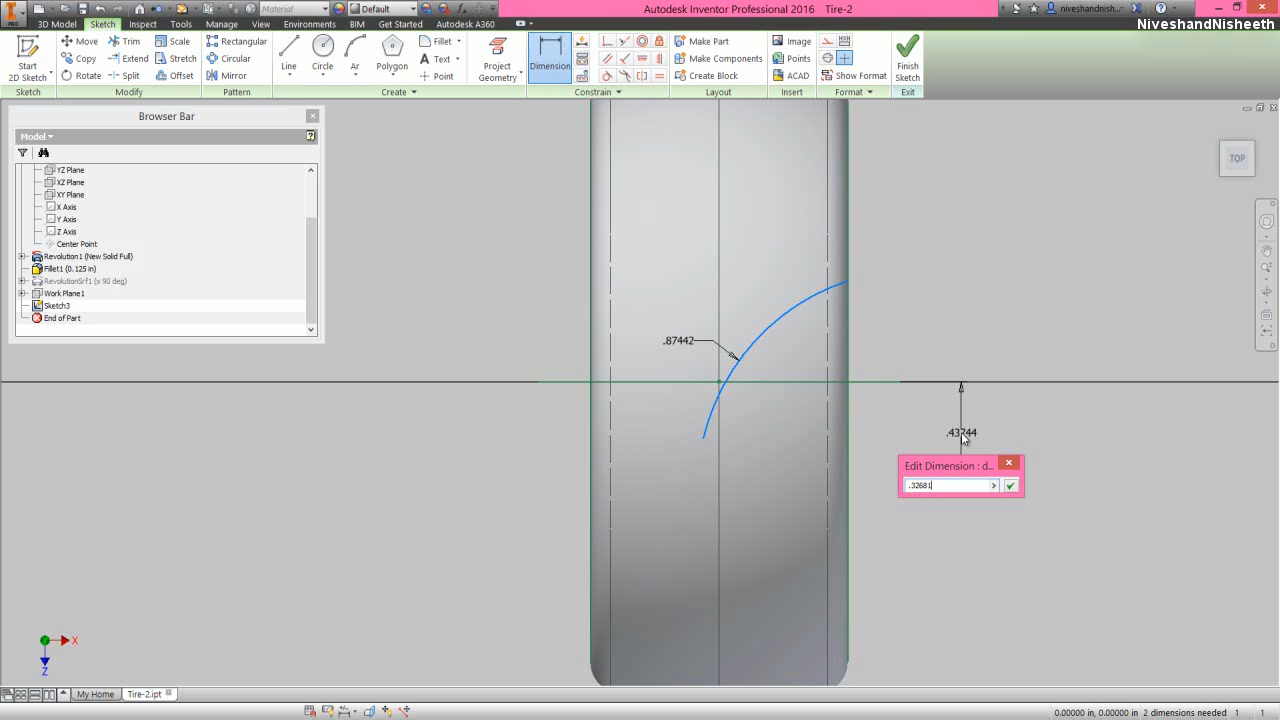 Material
Default
Autodesk Inventor Professional 2016 Tire-2
niveshandnish...
3D Model Sketch Inspect Tools Manage View Environments BIM Get Started Autodesk A360
NiveshandNisheeth
PRO
Start
2D Sketch
Move Trim Scale
Copy Extend Stretch
Rotate Split Offset
Rectangular
Circular
Mirror
Line Circle Arc Polygon
Fillet
Text
Point
Project
Geometry
Dimension
Make Part
Make Components
Create Block
Image
Points
ACAD
Show Format
Finish
Sketch
Sketch Modify Pattern Create Constrain Layout Insert Format Exit
Browser Bar
Model
YZ Plane
XZ Plane
XY Plane
X Axis
Y Axis
Z Axis
Center Point
Revolution1 (New Solid Full)
Fillet1 (0.125 in)
RevolutionSrf1 (x 90 deg)
Work Plane1
Sketch3
End of Part
TOP
.87442
.43744
Edit Dimension : d...
.32681
X
Z
My Home Tire-2.ipt
0.00000 in, 0.00000 in 2 dimensions needed 1 1